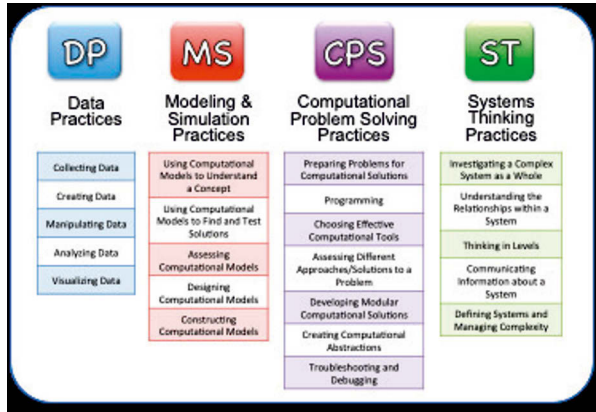 DP
Data
Practices
Collecting Data
Creating Data
Manipulating Data
Analyzing Data
Visualizing Data
MS
Modeling &
Simulation
Practices
Using Computational
Models to Understand
a Concept
Using Computational
Models to Find and Test
Solutions
Assessing
Computational Models
Designing
Computational Models
Constructing
Computational Models
CPS
Computational
Problem Solving
Practices
Preparing Problems for
Computational Solutions
Programming
Choosing Effective
Computational Tools
Assessing Different
Approaches/Solutions to a
Problem
Developing Modular
Computational Solutions
Creating Computational
Abstractions
Troubleshooting and
Debugging
ST
Systems
Thinking
Practices
Investigating a Complex
System as a Whole
Understanding the
Relationships within a
System
Thinking in Levels
Communicating
Information about a
System
Defining Systems and
Managing Complexity